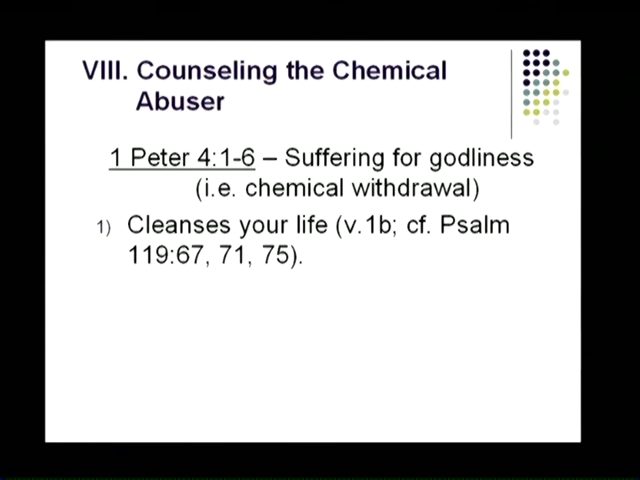 VIII. Counseling the Chemical
Abuser
1 Peter 4:1-6 – Suffering for godliness
(i.e. chemical withdrawal)
1) Cleanses your life (v.1b; cf. Psalm
119:67, 71, 75).